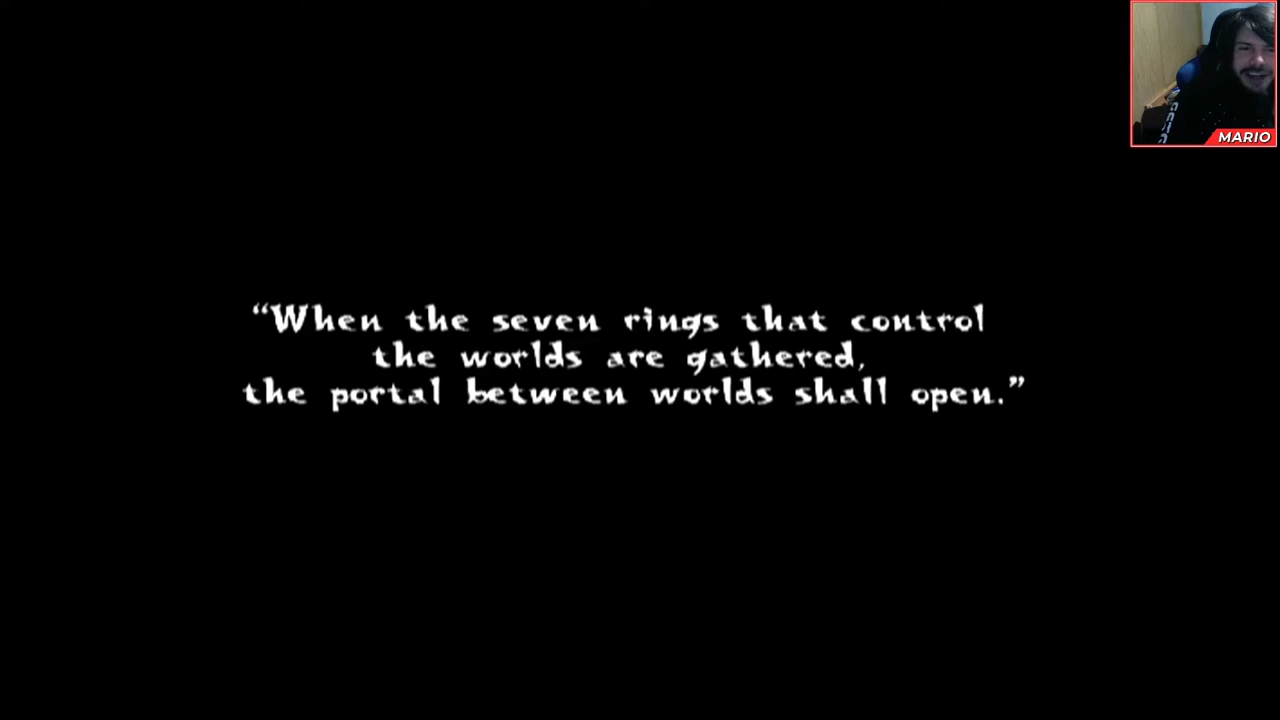 MARIO
“When the seven rings that control
the worlds are gathered,
the portal between worlds shall open.”